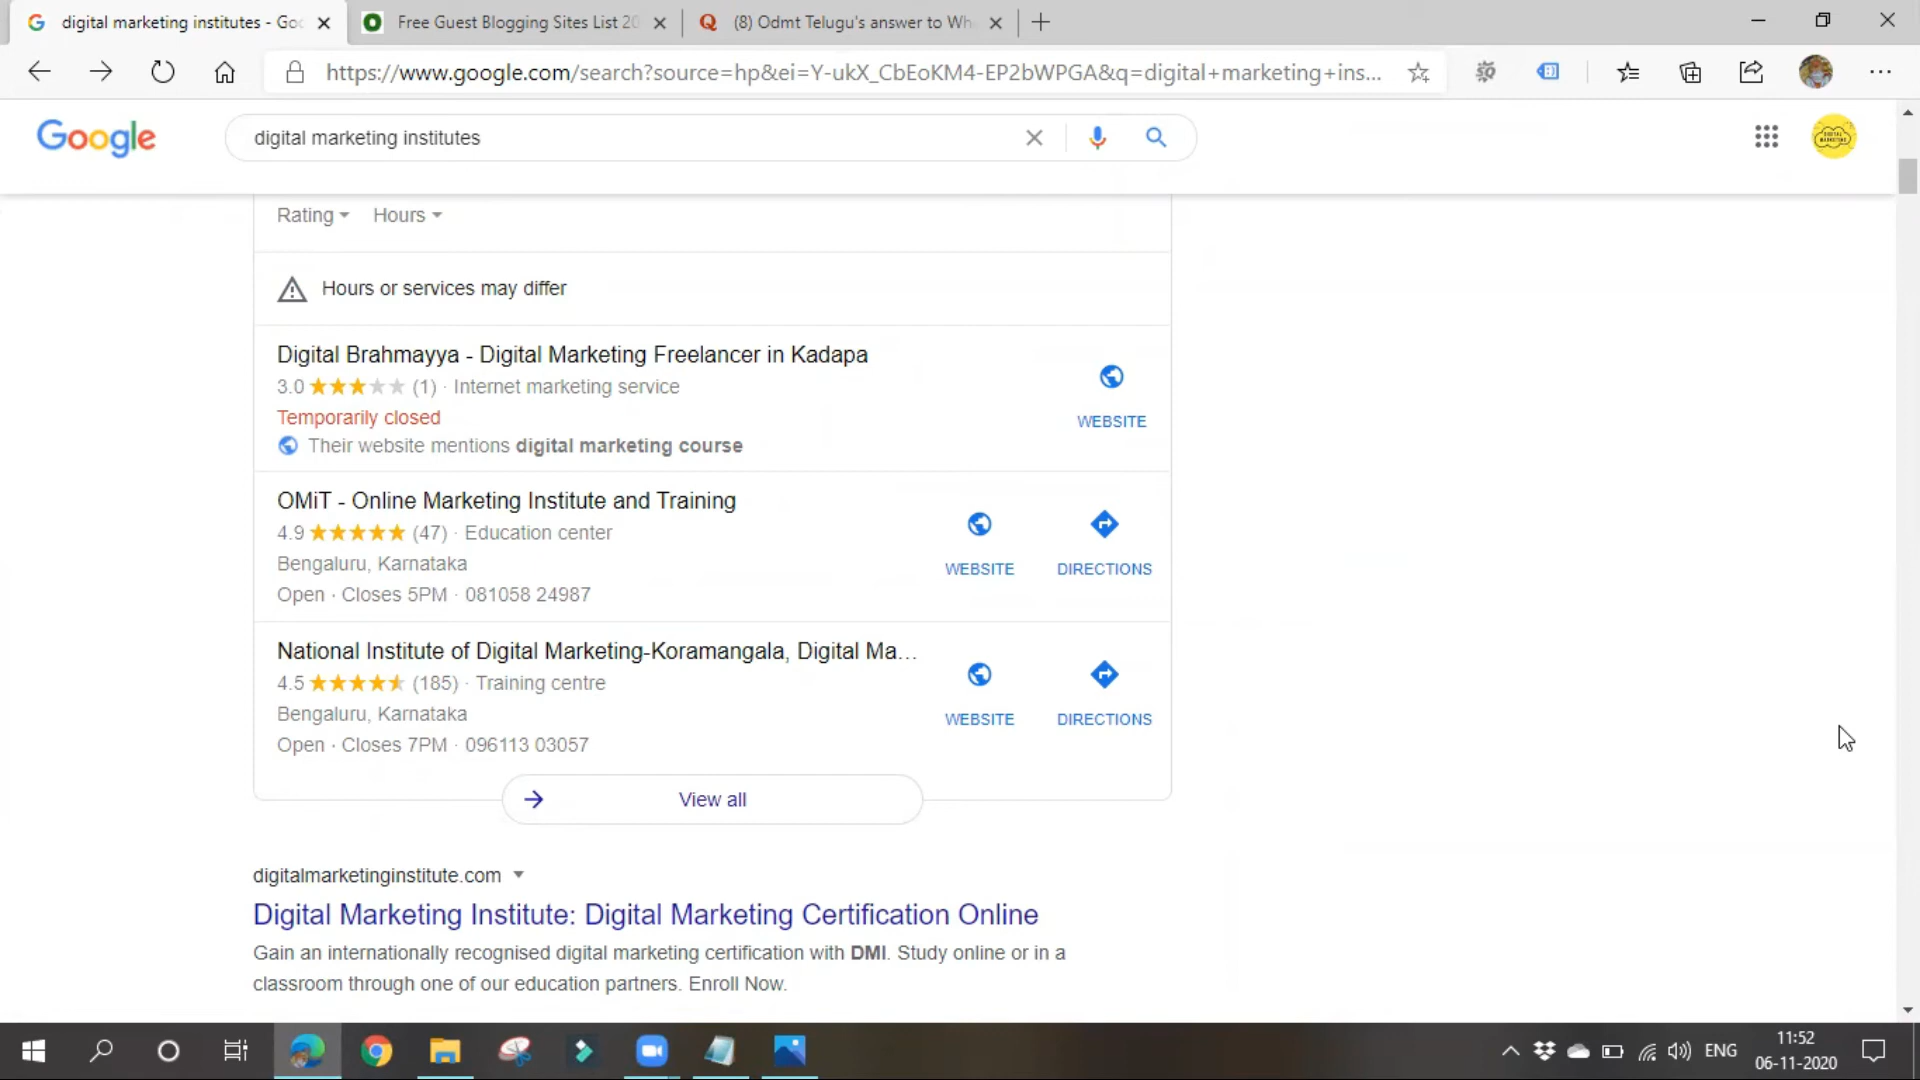 digital marketing institutes - Goo
Free Guest Blogging Sites List 20
(8) Odmt Telugu's answer to Wh
https://www.google.com/search?source=hp&ei=Y-ukX_CbEoKM4-EP2bWPGA&q=digital+marketing+ins...
Google
digital marketing institutes
Rating
Hours
Hours or services may differ
Digital Brahmayya - Digital Marketing Freelancer in Kadapa
3.0 (1) · Internet marketing service
Temporarily closed
Their website mentions digital marketing course
WEBSITE
OMiT - Online Marketing Institute and Training
4.9 (47) · Education center
Bengaluru, Karnataka
Open · Closes 5PM · 081058 24987
WEBSITE
DIRECTIONS
National Institute of Digital Marketing-Koramangala, Digital Ma...
4.5 (185) · Training centre
Bengaluru, Karnataka
Open · Closes 7PM · 096113 03057
WEBSITE
DIRECTIONS
View all
digitalmarketinginstitute.com
Digital Marketing Institute: Digital Marketing Certification Online
Gain an internationally recognised digital marketing certification with DMI. Study online or in a
classroom through one of our education partners. Enroll Now.
ENG
11:52
06-11-2020